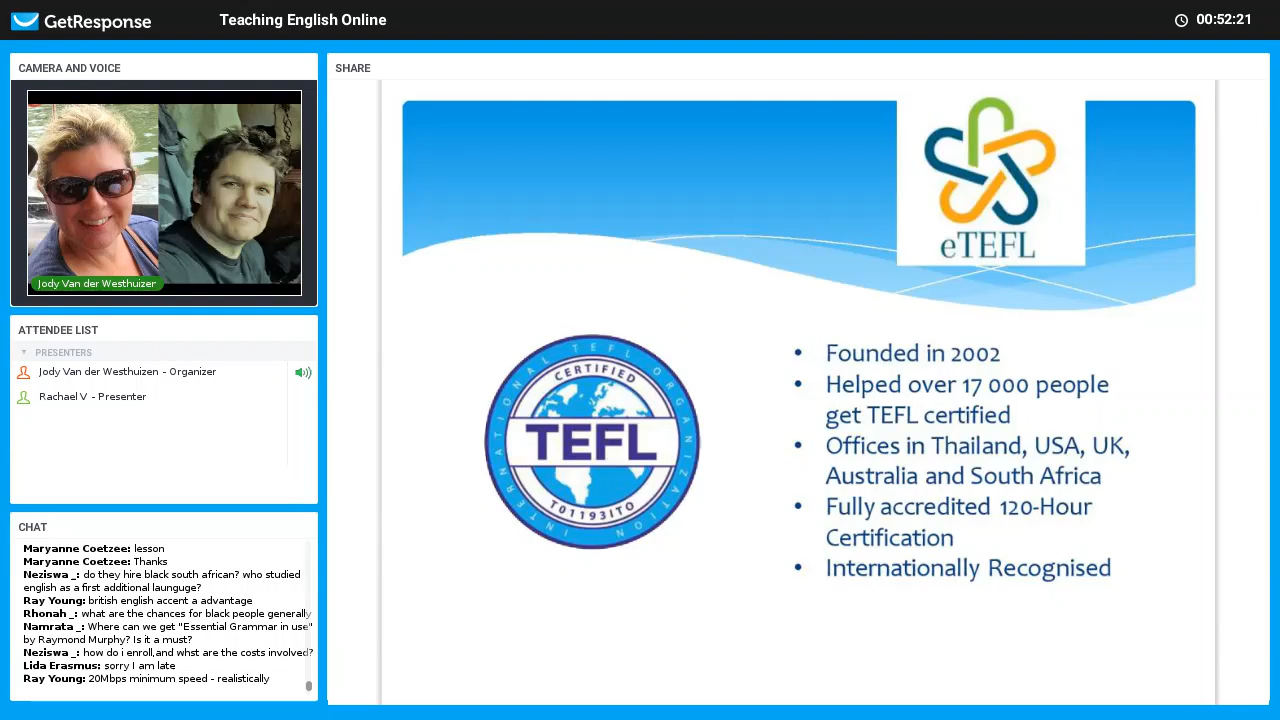 GetResponse
Teaching English Online
00:52:21
CAMERA AND VOICE
Jody Van der Westhuizer
ATTENDEE LIST
PRESENTERS
Jody Van der Westhuizen - Organizer
Rachael V - Presenter
CHAT
Maryanne Coetzee: lesson
Maryanne Coetzee: Thanks
Neziswa _: do they hire black south african? who studied
english as a first additional launguge?
Ray Young: british english accent a advantage
Rhonah _: what are the chances for black people generally
Namrata _: Where can we get "Essential Grammar in use"
by Raymond Murphy? Is it a must?
Neziswa _: how do i enroll,and whst are the costs involved?
Lida Erasmus: sorry I am late
Ray Young: 20Mbps minimum speed - realistically
SHARE
eTEFL
INTERNATIONAL TEFL ORGANIZATION
CERTIFIED
TEFL
T01193ITO
• Founded in 2002
• Helped over 17 000 people
get TEFL certified
• Offices in Thailand, USA, UK,
Australia and South Africa
• Fully accredited 120-Hour
Certification
• Internationally Recognised